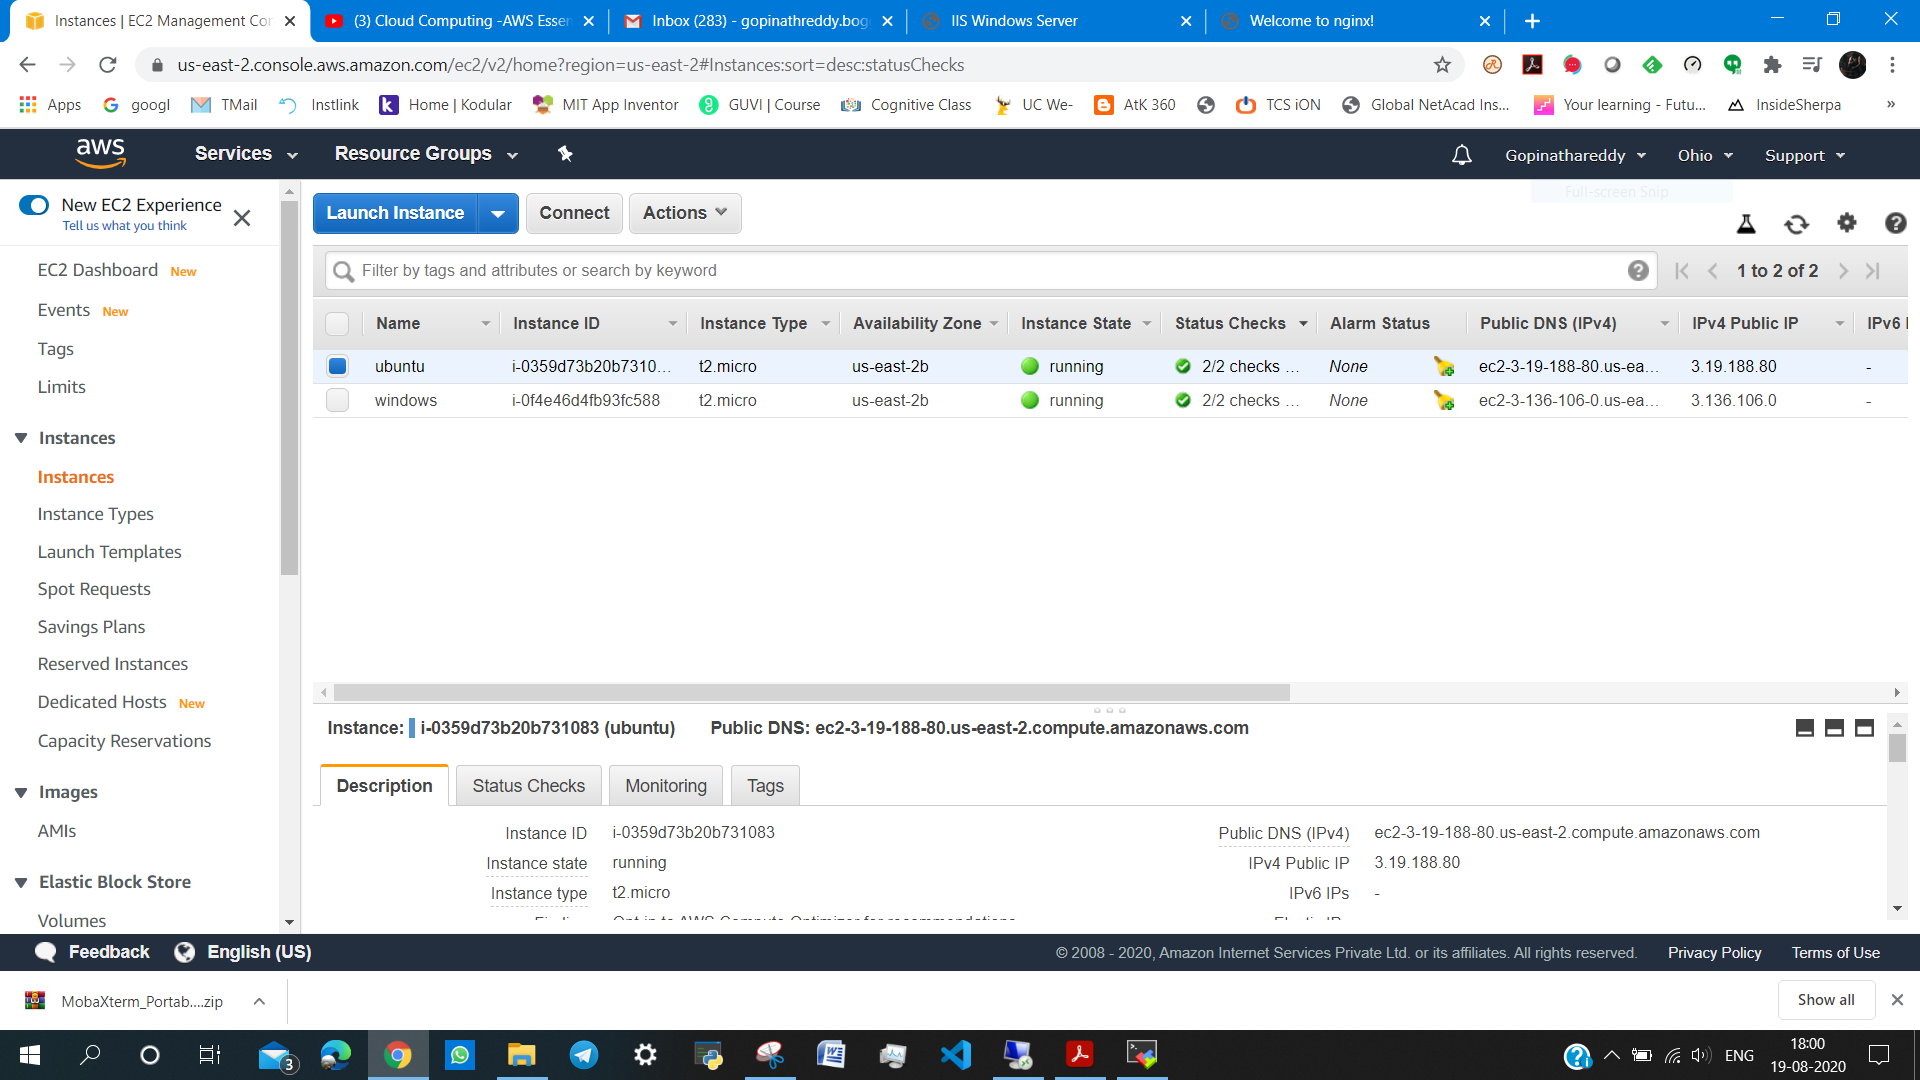 Instances | EC2 Management Con
(3) Cloud Computing -AWS Essen
Inbox (283) - gopinathreddy.bog
IIS Windows Server
Welcome to nginx!
us-east-2.console.aws.amazon.com/ec2/v2/home?region=us-east-2#Instances:sort=desc:statusChecks
Apps
googl
TMail
Instlink
Home | Kodular
MIT App Inventor
GUVI | Course
Cognitive Class
UC We-
AtK 360
TCS iON
Global NetAcad Ins...
Your learning - Futu...
InsideSherpa
»
aws
Services
Resource Groups
Gopinathareddy
Ohio
Support
New EC2 Experience
Tell us what you think
Full-screen Snip
Launch Instance
Connect
Actions
EC2 Dashboard New
Events New
Tags
Limits
Instances
Instances
Instance Types
Launch Templates
Spot Requests
Savings Plans
Reserved Instances
Dedicated Hosts New
Capacity Reservations
Images
AMIs
Elastic Block Store
Volumes
Filter by tags and attributes or search by keyword
1 to 2 of 2
Name Instance ID Instance Type Availability Zone Instance State Status Checks Alarm Status Public DNS (IPv4) IPv4 Public IP IPv6
ubuntu i-0359d73b20b7310... t2.micro us-east-2b running 2/2 checks ... None ec2-3-19-188-80.us-ea... 3.19.188.80 -
windows i-0f4e46d4fb93fc588 t2.micro us-east-2b running 2/2 checks ... None ec2-3-136-106-0.us-ea... 3.136.106.0 -
Instance: i-0359d73b20b731083 (ubuntu) Public DNS: ec2-3-19-188-80.us-east-2.compute.amazonaws.com
Description
Status Checks
Monitoring
Tags
Instance ID i-0359d73b20b731083
Public DNS (IPv4) ec2-3-19-188-80.us-east-2.compute.amazonaws.com
Instance state running
IPv4 Public IP 3.19.188.80
Instance type t2.micro
IPv6 IPs -
Opt-in to AWS Compute Optimizer for recommendations
Feedback
English (US)
© 2008 - 2020, Amazon Internet Services Private Ltd. or its affiliates. All rights reserved.
Privacy Policy
Terms of Use
MobaXterm_Portab....zip
Show all
3
ENG
18:00
19-08-2020